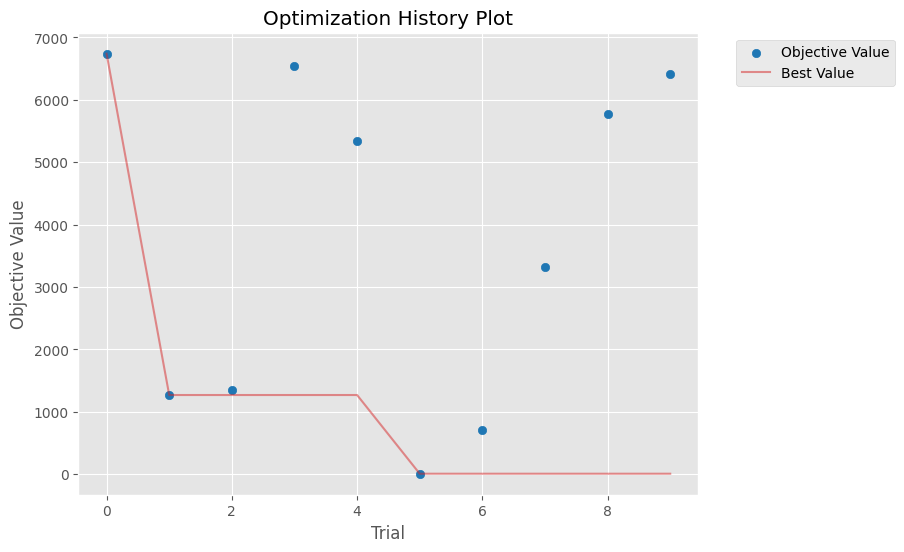 Optimization History Plot
Objective Value
Best Value
7000
6000
5000
4000
3000
2000
1000
0
Objective Value
0 2 4 6 8
Trial